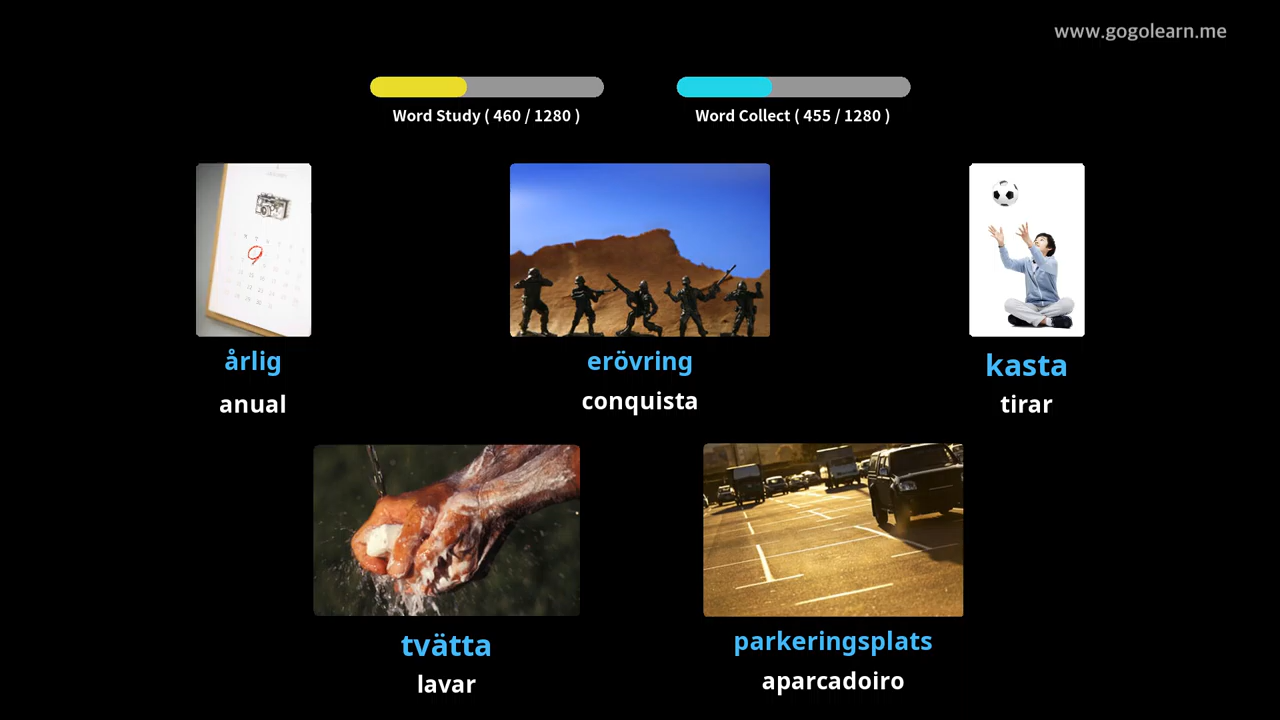 www.gogolearn.me
Word Study ( 460 / 1280 )
Word Collect ( 455 / 1280 )
årlig
anual
erövring
conquista
kasta
tirar
tvätta
lavar
parkeringsplats
aparcadoiro